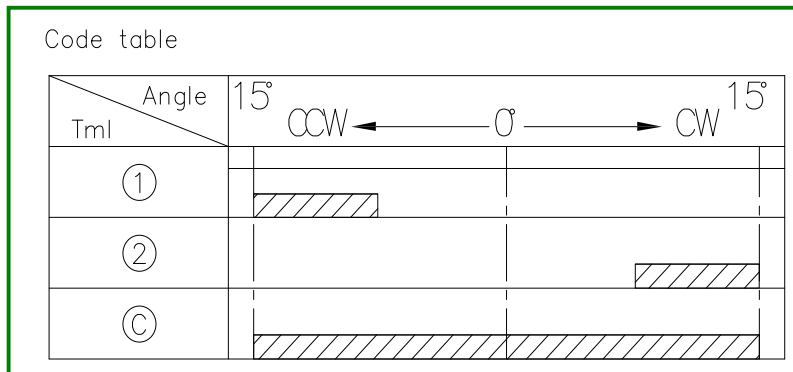 Code table
Angle
Tml
15° 15°
CCW 0° CW
①
②
Ⓒ